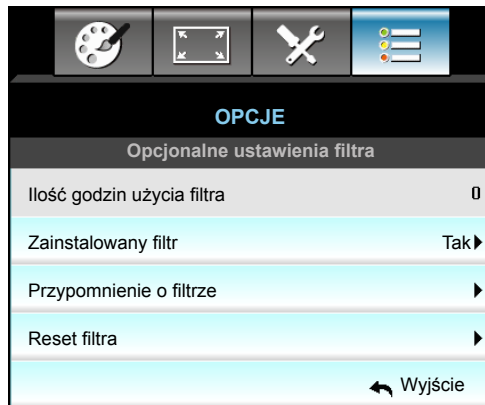 OPCJE
Opcjonalne ustawienia filtra
Ilość godzin użycia filtra 0
Zainstalowany filtr Tak
Przypomnienie o filtrze
Reset filtra
Wyjście